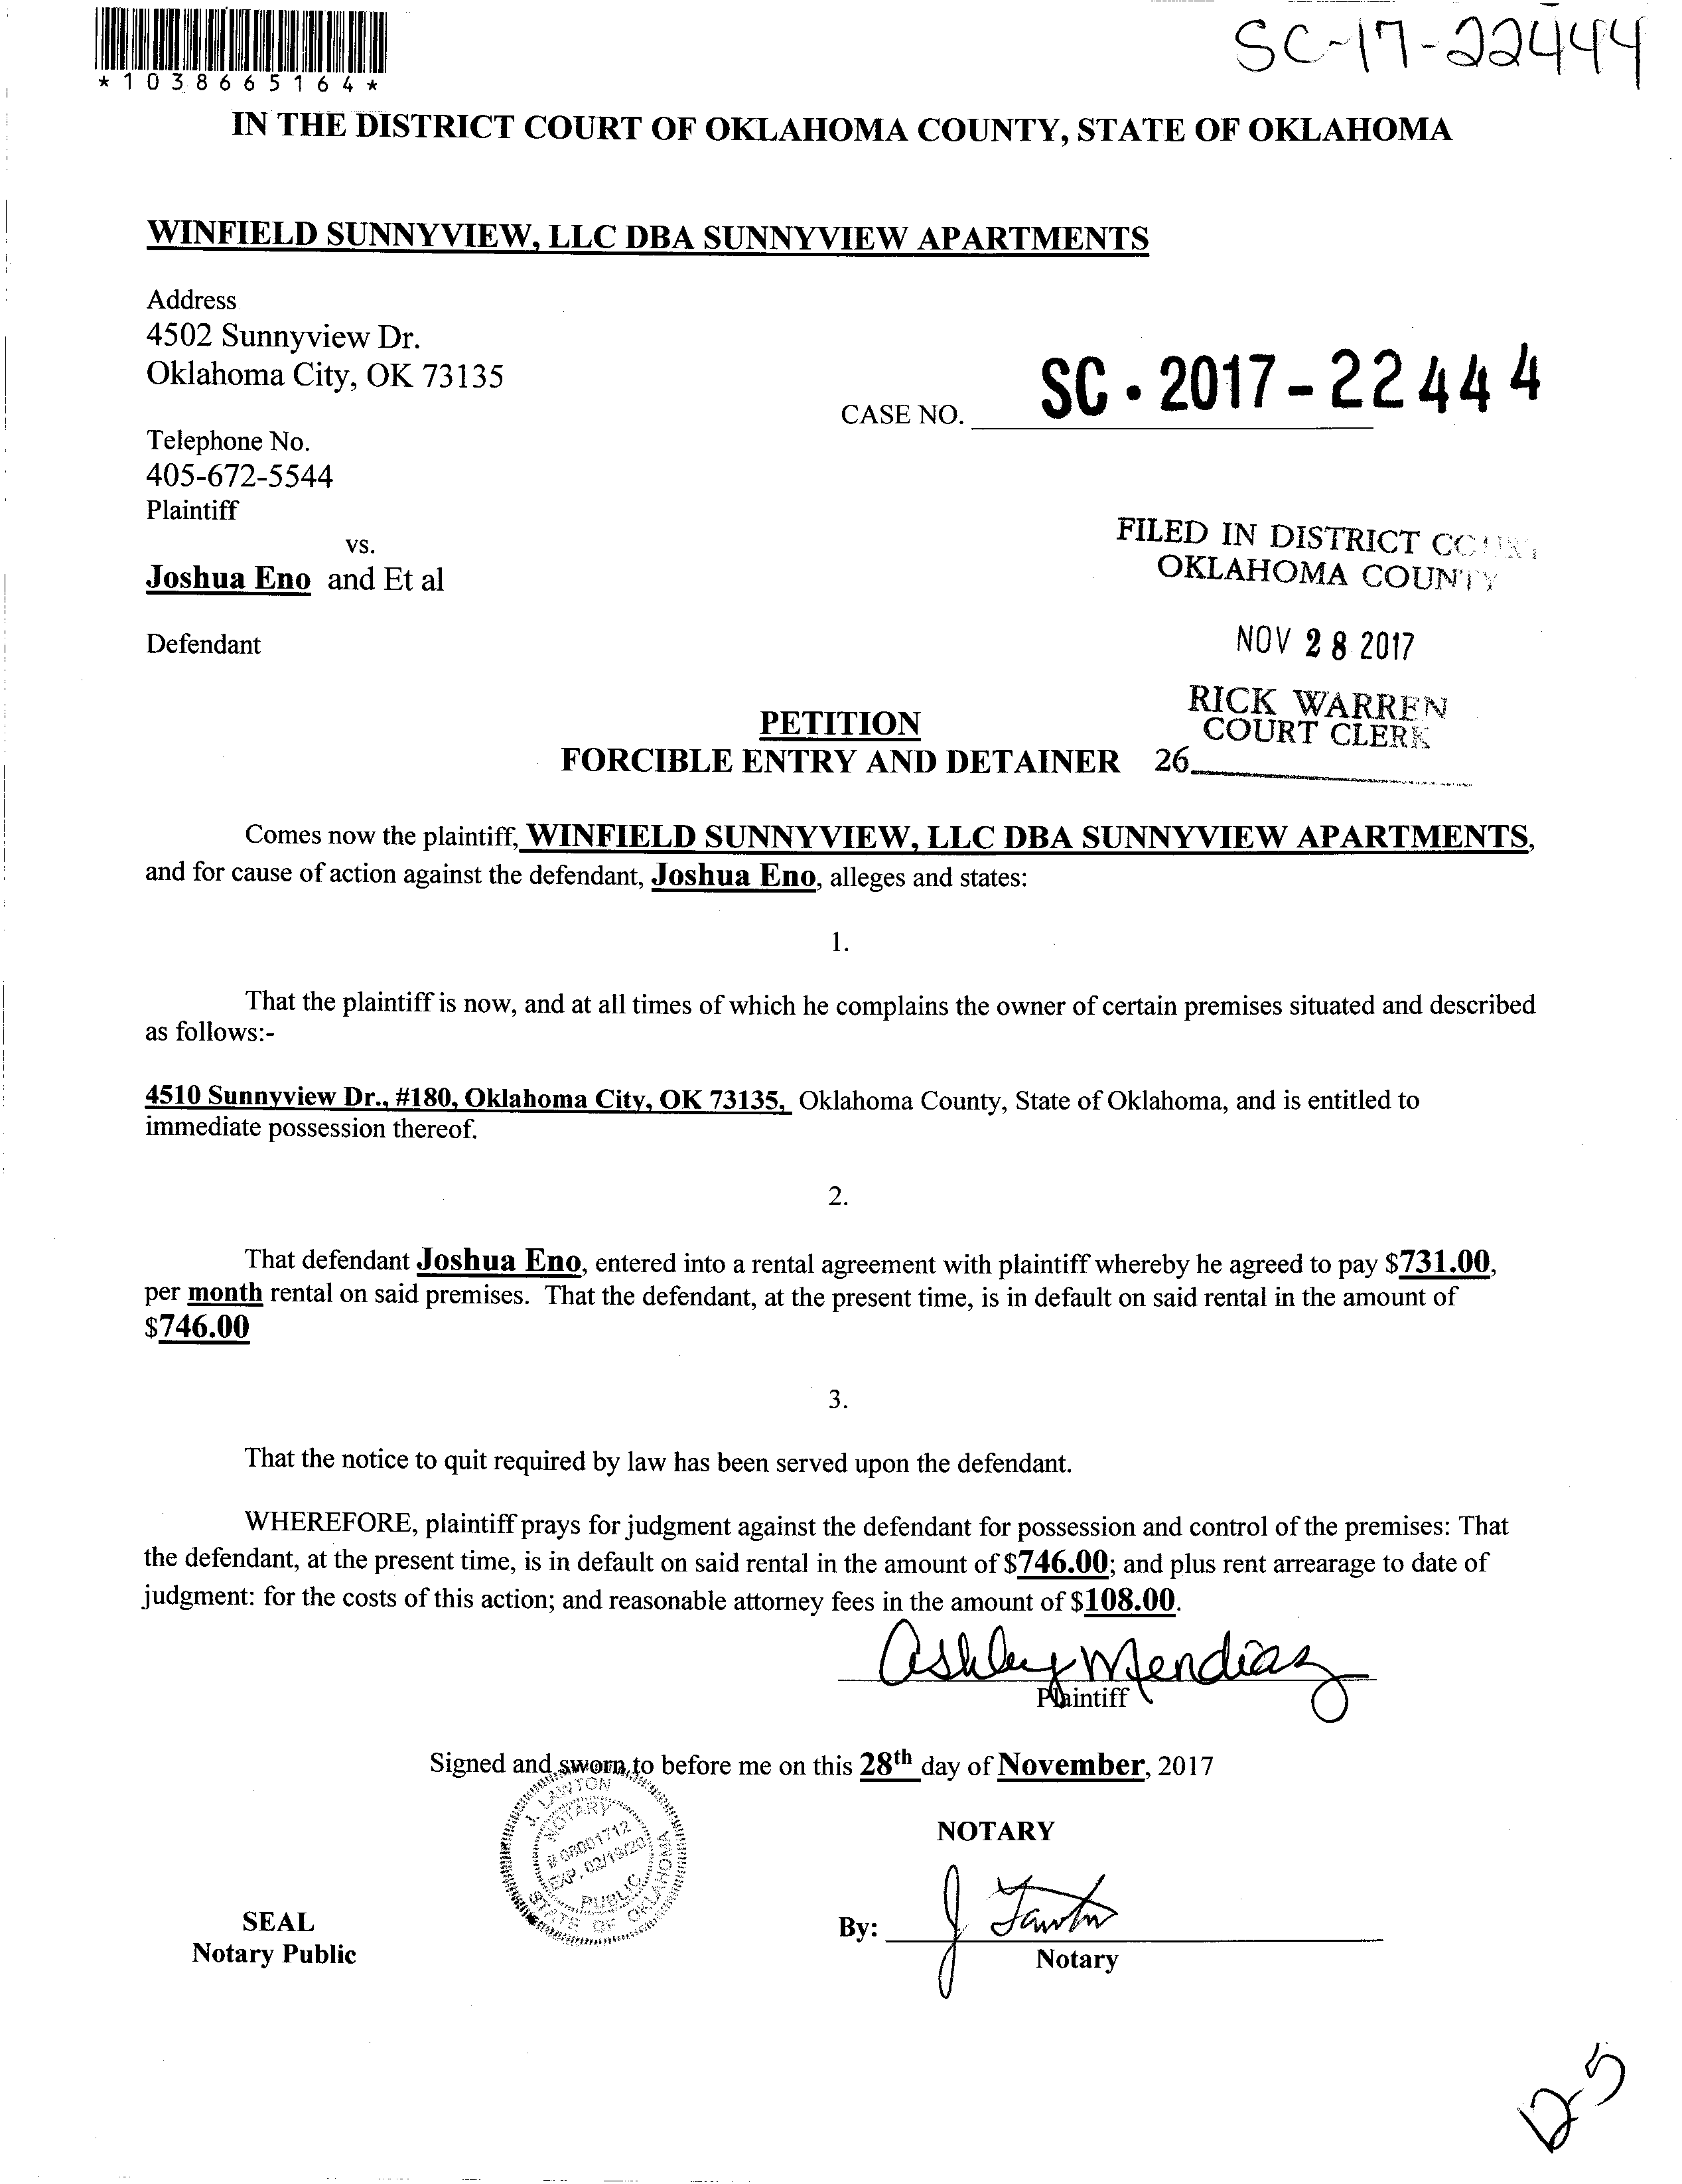 SC-17-22444
*1038665164*
IN THE DISTRICT COURT OF OKLAHOMA COUNTY, STATE OF OKLAHOMA
WINFIELD SUNNYVIEW, LLC DBA SUNNYVIEW APARTMENTS
Address
4502 Sunnyview Dr.
Oklahoma City, OK 73135
CASE NO. SC-2017-22444
Telephone No.
405-672-5544
Plaintiff
vs.
Joshua Eno and Et al
Defendant
FILED IN DISTRICT COURT
OKLAHOMA COUNTY
NOV 28 2017
RICK WARREN
COURT CLERK
26
PETITION
FORCIBLE ENTRY AND DETAINER
Comes now the plaintiff, WINFIELD SUNNYVIEW, LLC DBA SUNNYVIEW APARTMENTS,
and for cause of action against the defendant, Joshua Eno, alleges and states:
1.
That the plaintiff is now, and at all times of which he complains the owner of certain premises situated and described
as follows:-
4510 Sunnyview Dr., #180, Oklahoma City, OK 73135, Oklahoma County, State of Oklahoma, and is entitled to
immediate possession thereof.
2.
That defendant Joshua Eno, entered into a rental agreement with plaintiff whereby he agreed to pay $731.00,
per month rental on said premises. That the defendant, at the present time, is in default on said rental in the amount of
$746.00
3.
That the notice to quit required by law has been served upon the defendant.
WHEREFORE, plaintiff prays for judgment against the defendant for possession and control of the premises: That
the defendant, at the present time, is in default on said rental in the amount of $746.00; and plus rent arrearage to date of
judgment: for the costs of this action; and reasonable attorney fees in the amount of $108.00.
Ashley Mendiaz
Plaintiff
Signed and sworn to before me on this 28th day of November, 2017
J. LAWTON
NOTARY
# 08001712
EXP. 02/13/20
PUBLIC
STATE OF OKLAHOMA
NOTARY
SEAL
Notary Public
By: J Lawton
Notary
D-5